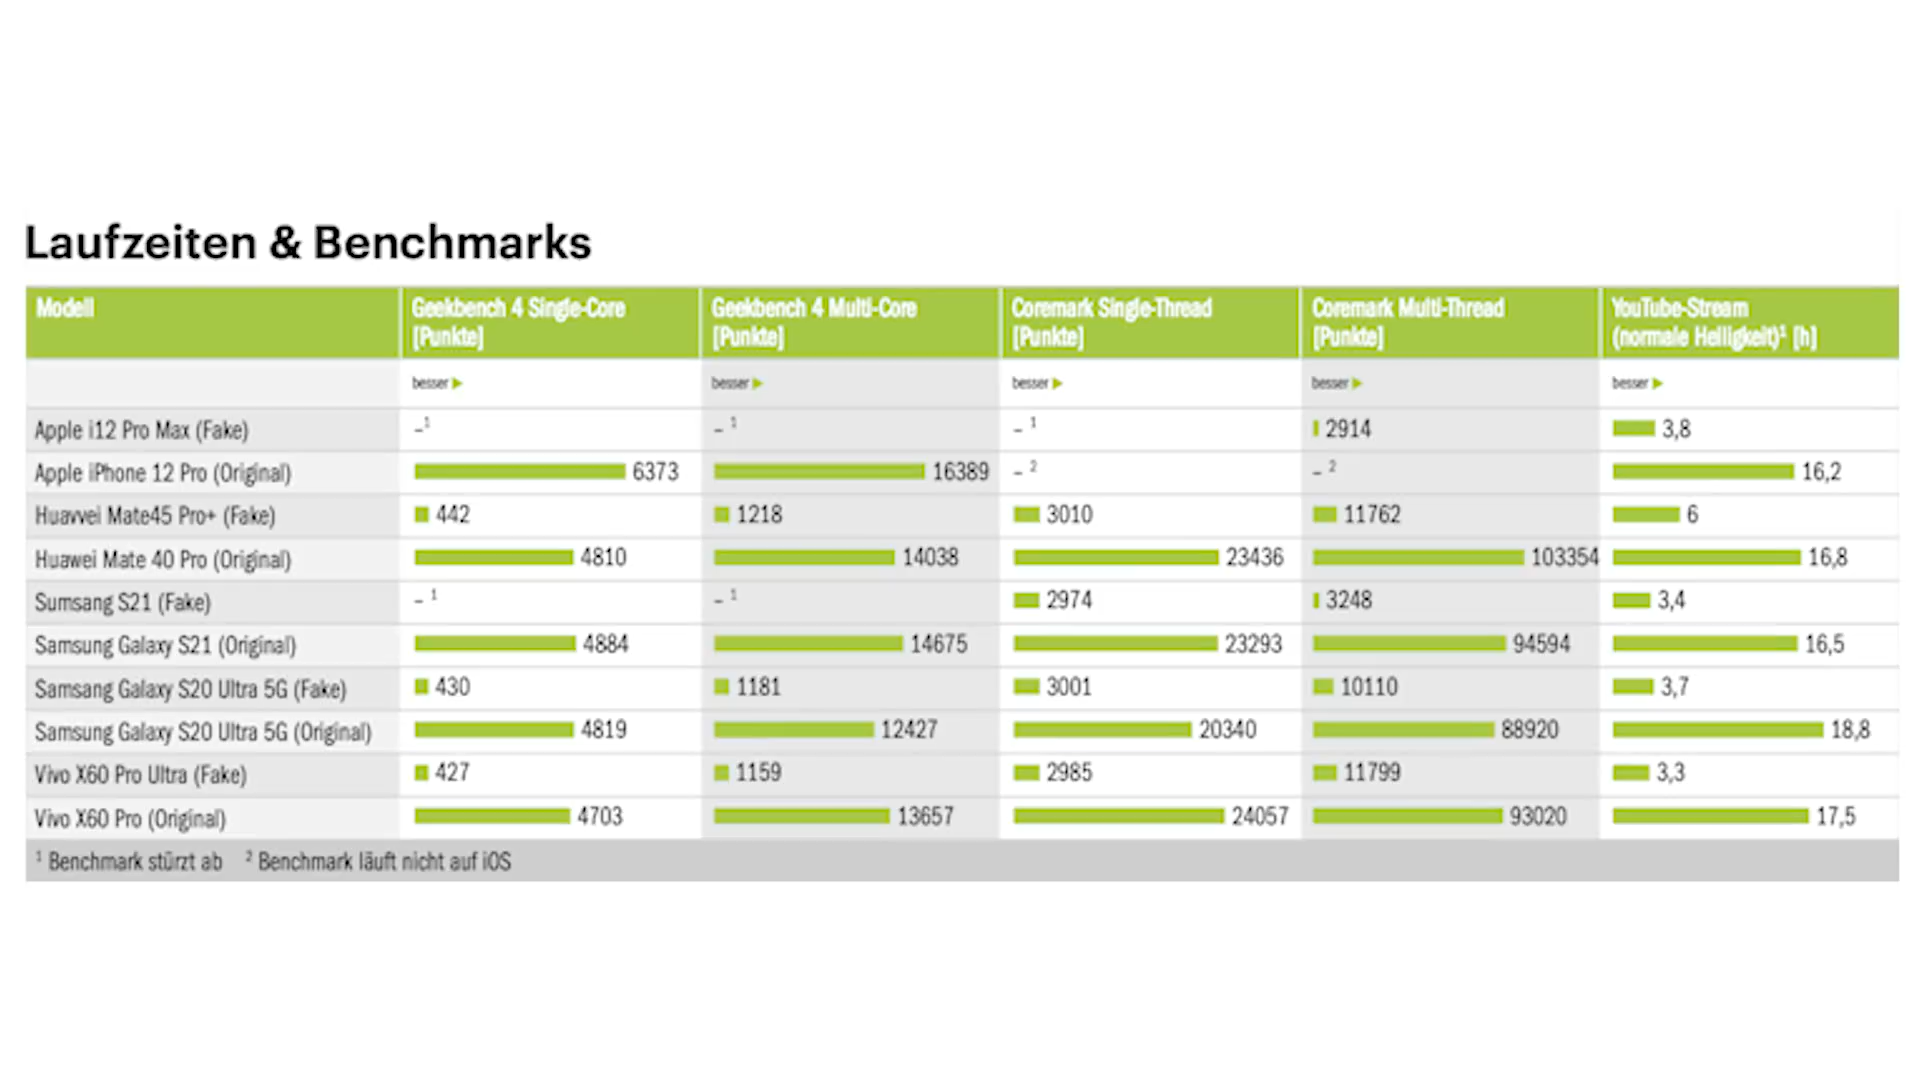 Laufzeiten & Benchmarks
Modell Geekbench 4 Single-Core [Punkte] Geekbench 4 Multi-Core [Punkte] Coremark Single-Thread [Punkte] Coremark Multi-Thread [Punkte] YouTube-Stream (normale Helligkeit)¹ [h]
besser ▶ besser ▶ besser ▶ besser ▶ besser ▶
Apple i12 Pro Max (Fake) –¹ –¹ –¹ 2914 3,8
Apple iPhone 12 Pro (Original) 6373 16389 –² –² 16,2
Huavvei Mate45 Pro+ (Fake) 442 1218 3010 11762 6
Huawei Mate 40 Pro (Original) 4810 14038 23436 103354 16,8
Sumsang S21 (Fake) –¹ –¹ 2974 3248 3,4
Samsung Galaxy S21 (Original) 4884 14675 23293 94594 16,5
Samsang Galaxy S20 Ultra 5G (Fake) 430 1181 3001 10110 3,7
Samsung Galaxy S20 Ultra 5G (Original) 4819 12427 20340 88920 18,8
Vivo X60 Pro Ultra (Fake) 427 1159 2985 11799 3,3
Vivo X60 Pro (Original) 4703 13657 24057 93020 17,5
¹ Benchmark stürzt ab ² Benchmark läuft nicht auf iOS